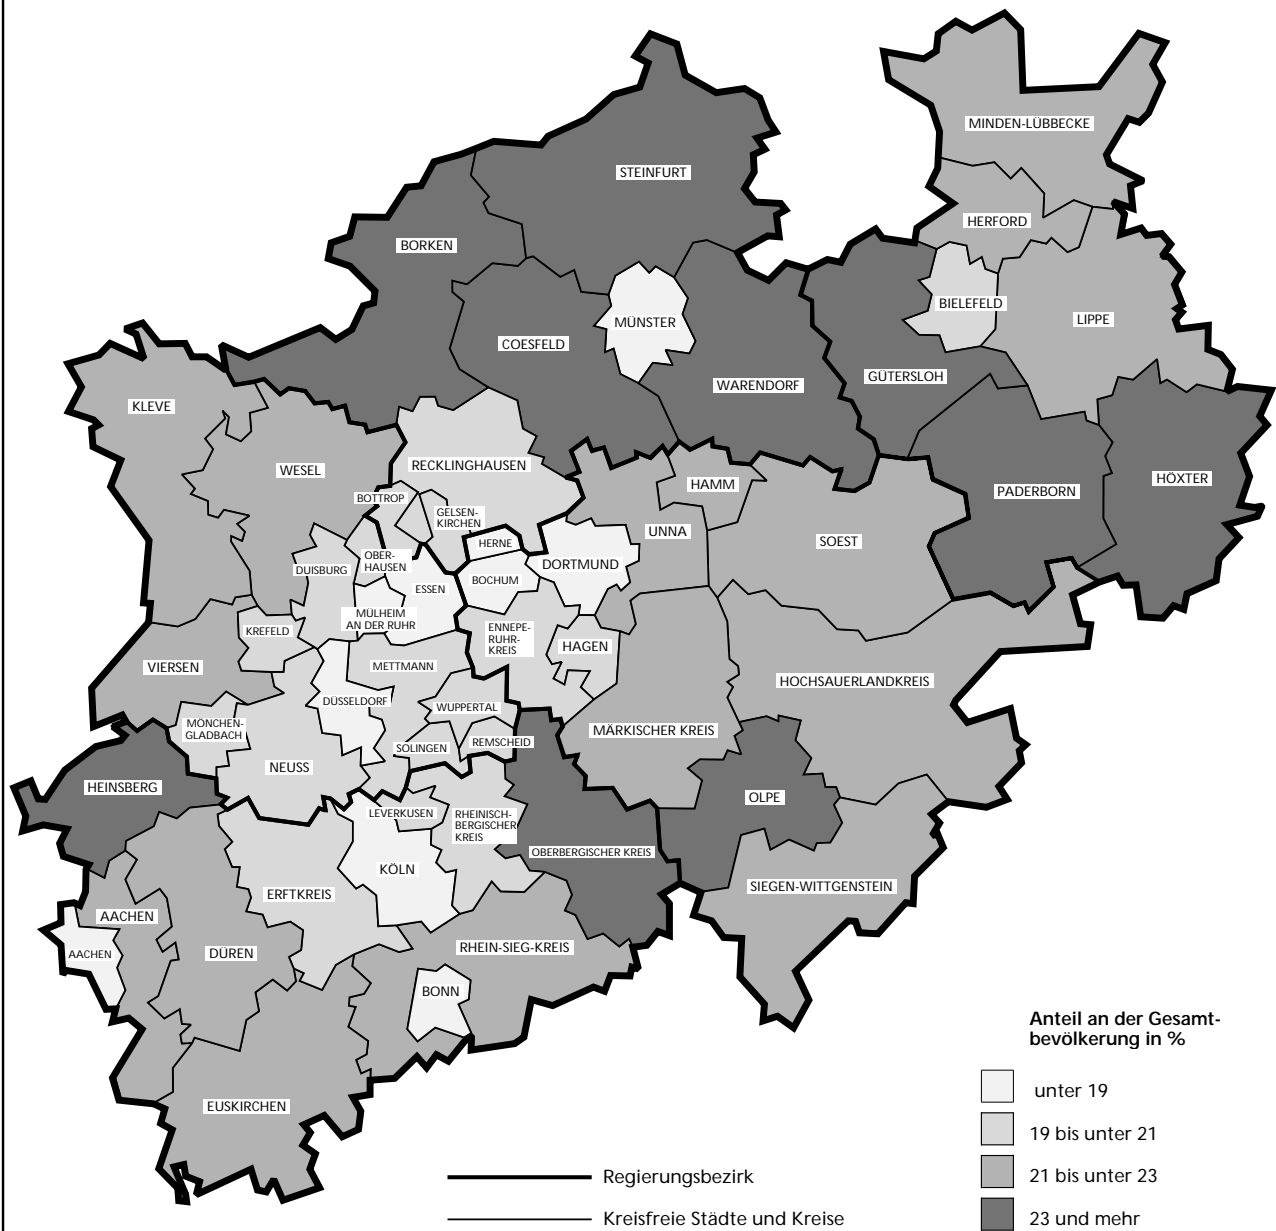 MINDEN-LÜBBECKE
STEINFURT
HERFORD
BORKEN
BIELEFELD
LIPPE
MÜNSTER
COESFELD
GÜTERSLOH
WARENDORF
KLEVE
RECKLINGHAUSEN
WESEL
HÖXTER
HAMM
PADERBORN
BOTTROP
GELSEN-
KIRCHEN
UNNA
SOEST
HERNE
OBER-
HAUSEN
DORTMUND
DUISBURG
BOCHUM
ESSEN
MÜLHEIM
AN DER RUHR
KREFELD
ENNEPE-
RUHR-
KREIS
HAGEN
VIERSEN
METTMANN
HOCHSAUERLANDKREIS
DÜSSELDORF
WUPPERTAL
MÖNCHEN-
GLADBACH
MÄRKISCHER KREIS
REMSCHEID
SOLINGEN
NEUSS
HEINSBERG
OLPE
LEVERKUSEN
RHEINISCH-
BERGISCHER
KREIS
OBERBERGISCHER KREIS
KÖLN
SIEGEN-WITTGENSTEIN
ERFTKREIS
AACHEN
RHEIN-SIEG-KREIS
AACHEN
DÜREN
BONN
EUSKIRCHEN
Anteil an der Gesamt-
bevölkerung in %
unter 19
19 bis unter 21
21 bis unter 23
23 und mehr
Regierungsbezirk
Kreisfreie Städte und Kreise